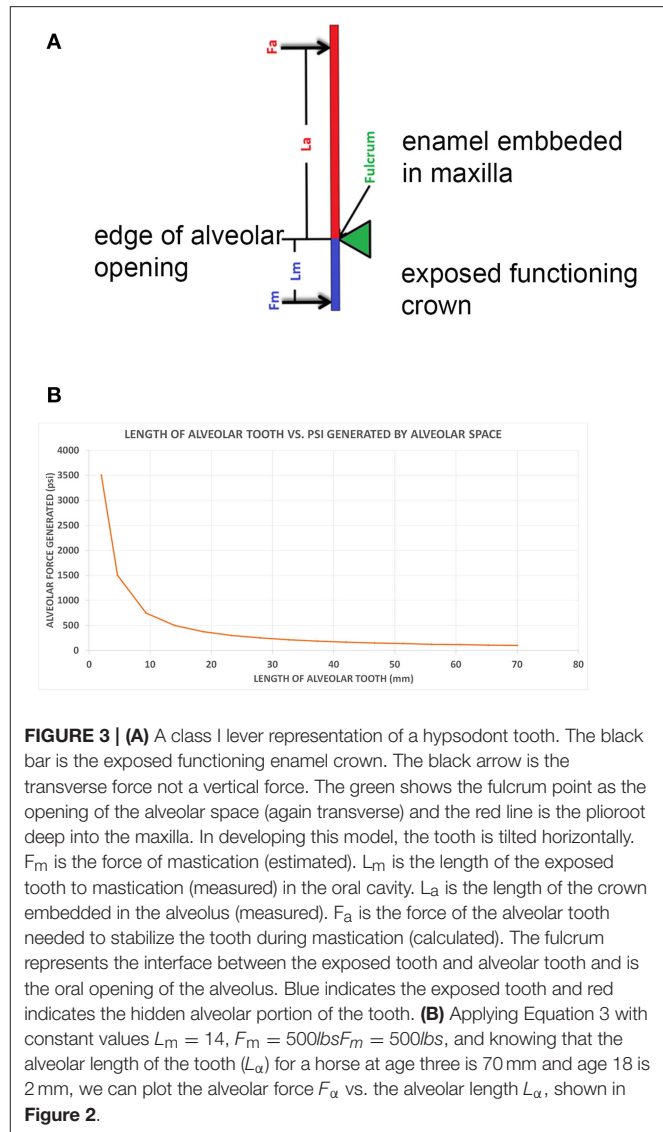 A
Fa
La
Fulcrum
enamel embbeded
in maxilla
edge of alveolar
opening
Lm
Fm
exposed functioning
crown
B
LENGTH OF ALVEOLAR TOOTH VS. PSI GENERATED BY ALVEOLAR SPACE
ALVEOLAR FORCE GENERATED (psi)
4000
3500
3000
2500
2000
1500
1000
500
0
0 10 20 30 40 50 60 70 80
LENGTH OF ALVEOLAR TOOTH (mm)
FIGURE 3 | (A) A class I lever representation of a hypsodont tooth. The black
bar is the exposed functioning enamel crown. The black arrow is the
transverse force not a vertical force. The green shows the fulcrum point as the
opening of the alveolar space (again transverse) and the red line is the plioroot
deep into the maxilla. In developing this model, the tooth is tilted horizontally.
Fm is the force of mastication (estimated). Lm is the length of the exposed
tooth to mastication (measured) in the oral cavity. La is the length of the crown
embedded in the alveolus (measured). Fa is the force of the alveolar tooth
needed to stabilize the tooth during mastication (calculated). The fulcrum
represents the interface between the exposed tooth and alveolar tooth and is
the oral opening of the alveolus. Blue indicates the exposed tooth and red
indicates the hidden alveolar portion of the tooth. (B) Applying Equation 3 with
constant values Lm = 14, Fm = 500lbsFm = 500lbs, and knowing that the
alveolar length of the tooth (Lα) for a horse at age three is 70 mm and age 18 is
2 mm, we can plot the alveolar force Fα vs. the alveolar length Lα, shown in
Figure 2.